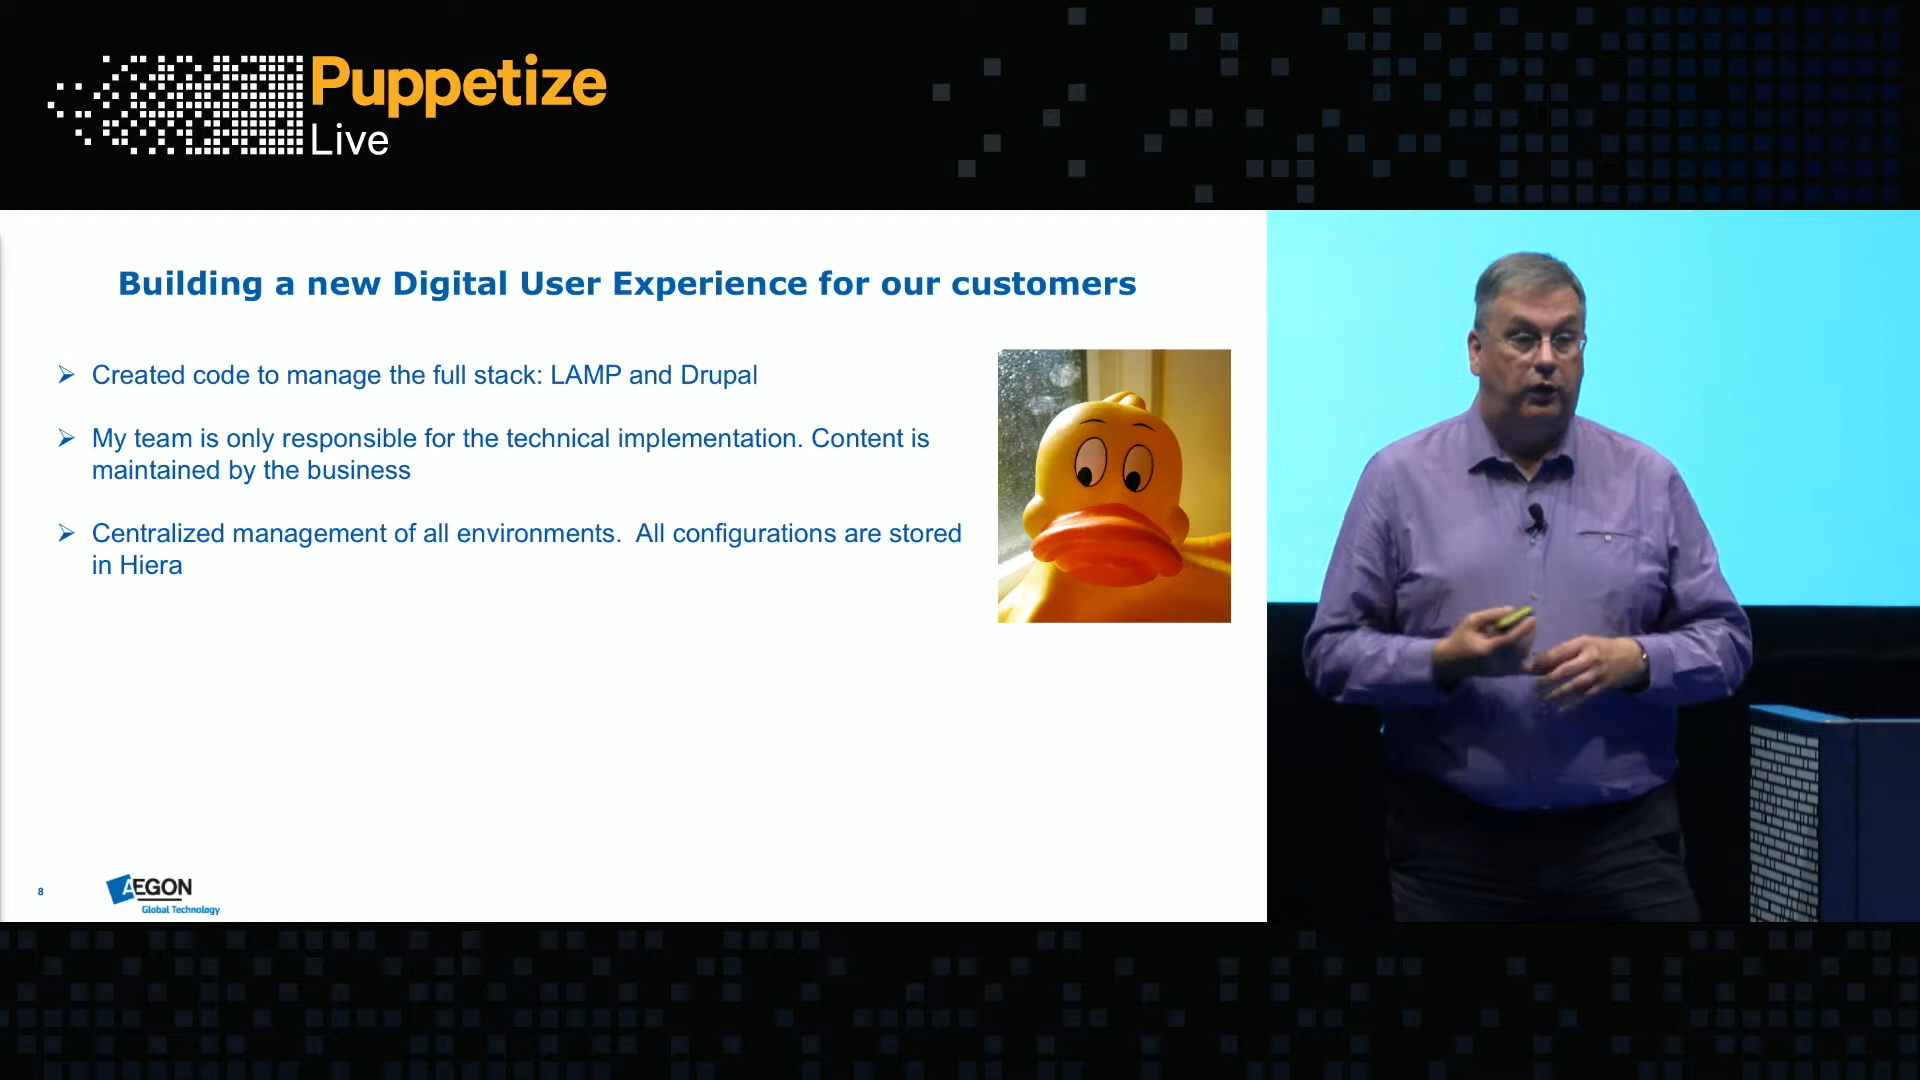 Puppetize
Live
Building a new Digital User Experience for our customers
➢ Created code to manage the full stack: LAMP and Drupal
➢ My team is only responsible for the technical implementation. Content is
maintained by the business
➢ Centralized management of all environments.  All configurations are stored
in Hiera
8
AEGON
Global Technology